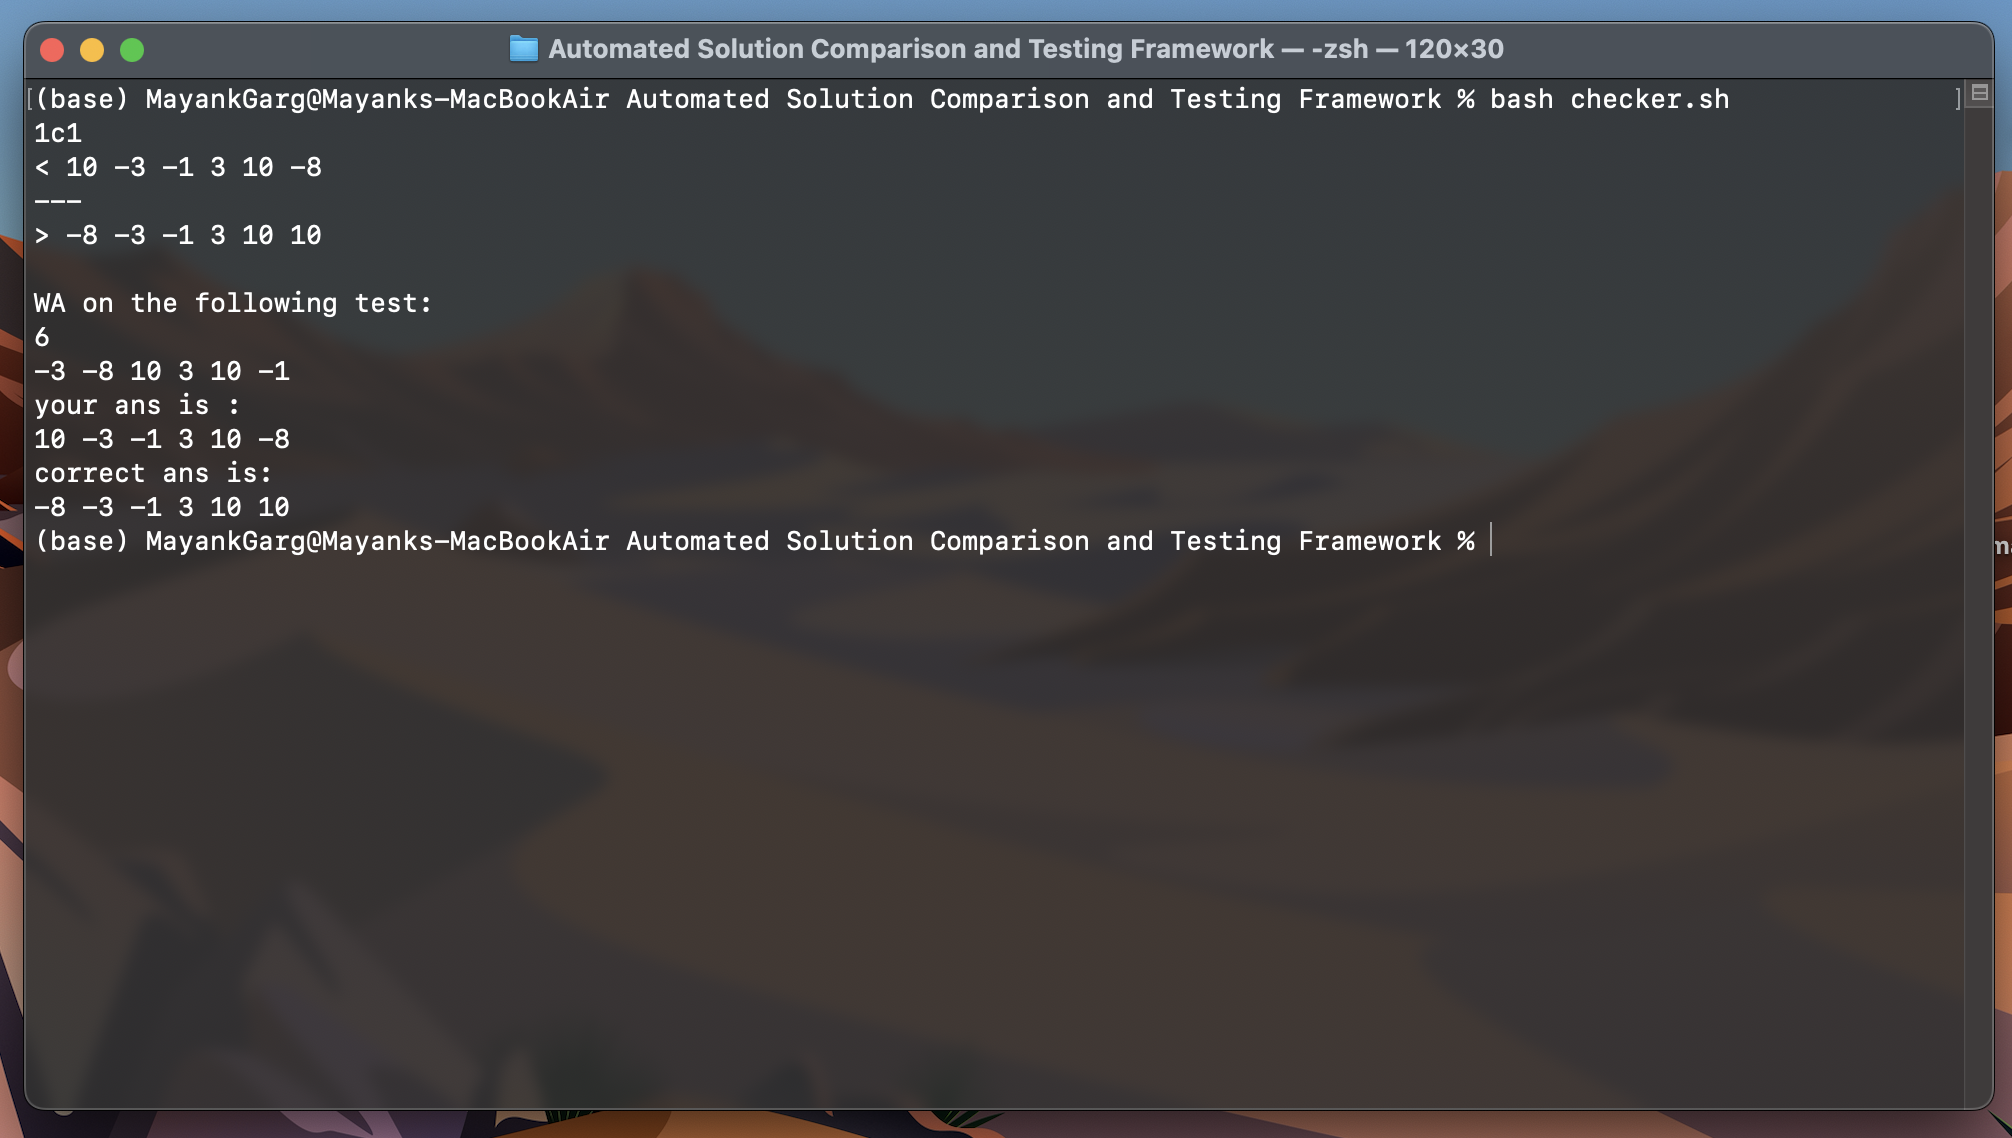 Automated Solution Comparison and Testing Framework — -zsh — 120×30
[(base) MayankGarg@Mayanks-MacBookAir Automated Solution Comparison and Testing Framework % bash checker.sh ]
1c1
< 10 -3 -1 3 10 -8
---
> -8 -3 -1 3 10 10
WA on the following test:
6
-3 -8 10 3 10 -1
your ans is :
10 -3 -1 3 10 -8
correct ans is:
-8 -3 -1 3 10 10
(base) MayankGarg@Mayanks-MacBookAir Automated Solution Comparison and Testing Framework %